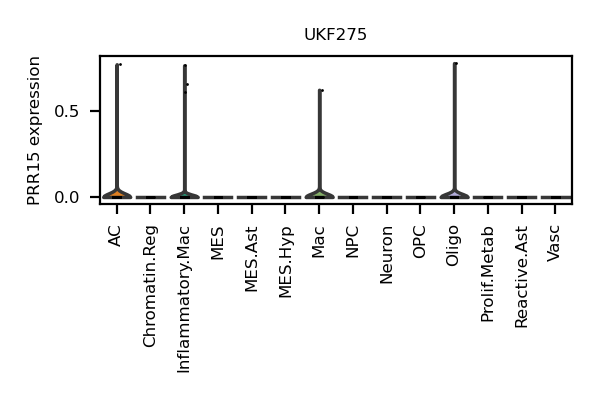 UKF275
PRR15 expression
0.5
0.0
AC
Chromatin.Reg
Inflammatory.Mac
MES
MES.Ast
MES.Hyp
Mac
NPC
Neuron
OPC
Oligo
Prolif.Metab
Reactive.Ast
Vasc